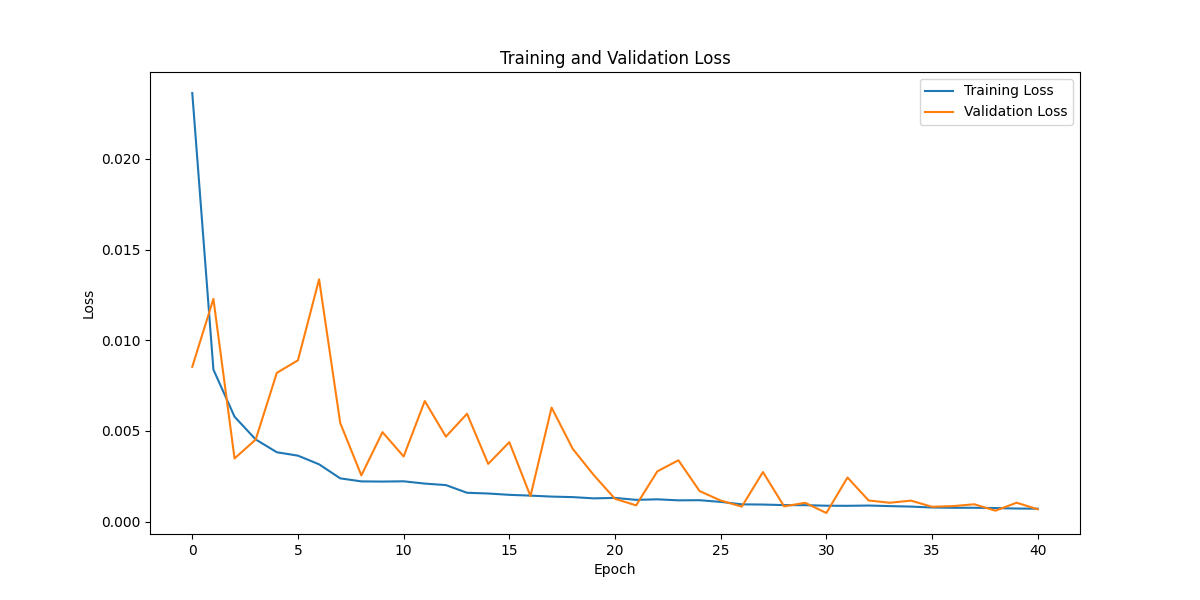 Training and Validation Loss
Training Loss
Validation Loss
0.020
0.015
0.010
0.005
0.000
Loss
0 5 10 15 20 25 30 35 40
Epoch